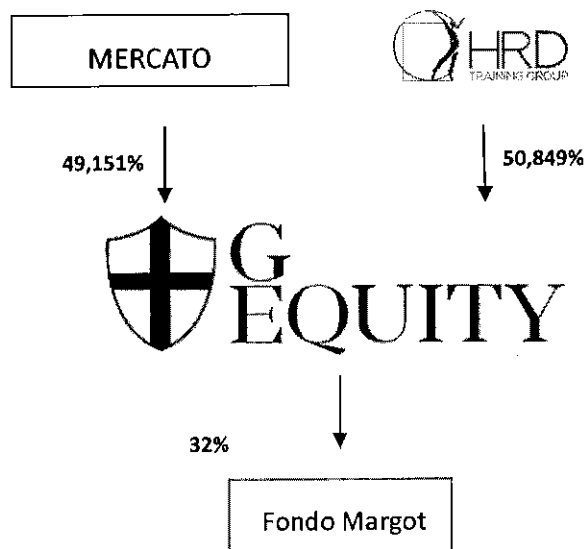 MERCATO
HRD
TRAINING GROUP
49,151%
50,849%
G
EQUITY
32%
Fondo Margot